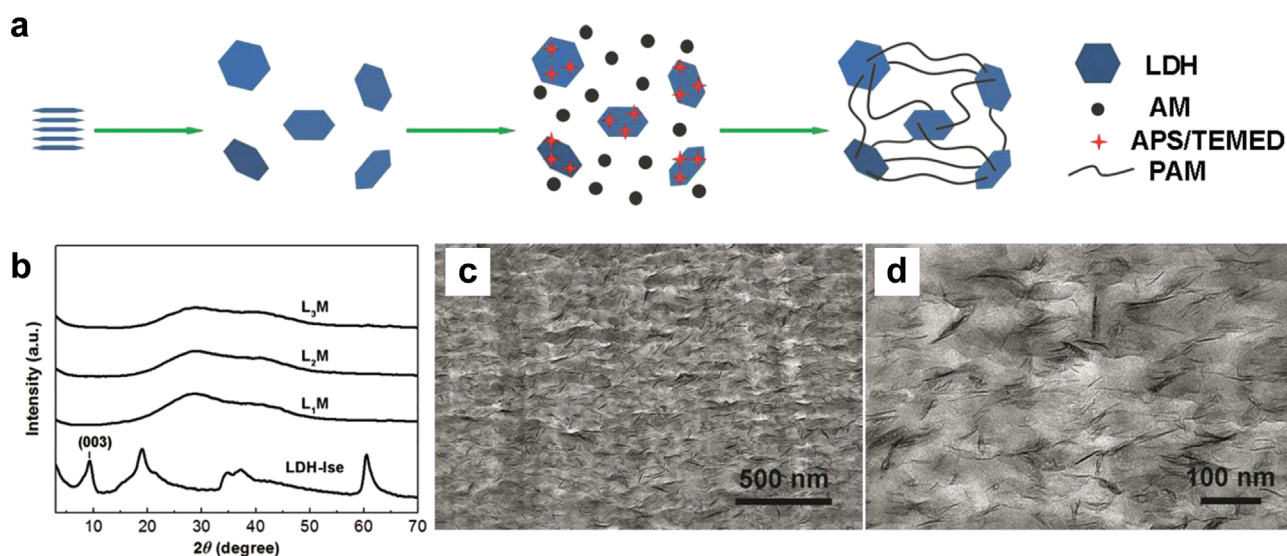 a
LDH
AM
APS/TEMED
PAM
b
Intensity (a.u.)
L₃M
L₂M
L₁M
(003)
LDH-Ise
10 20 30 40 50 60 70
2θ (degree)
c
500 nm
d
100 nm